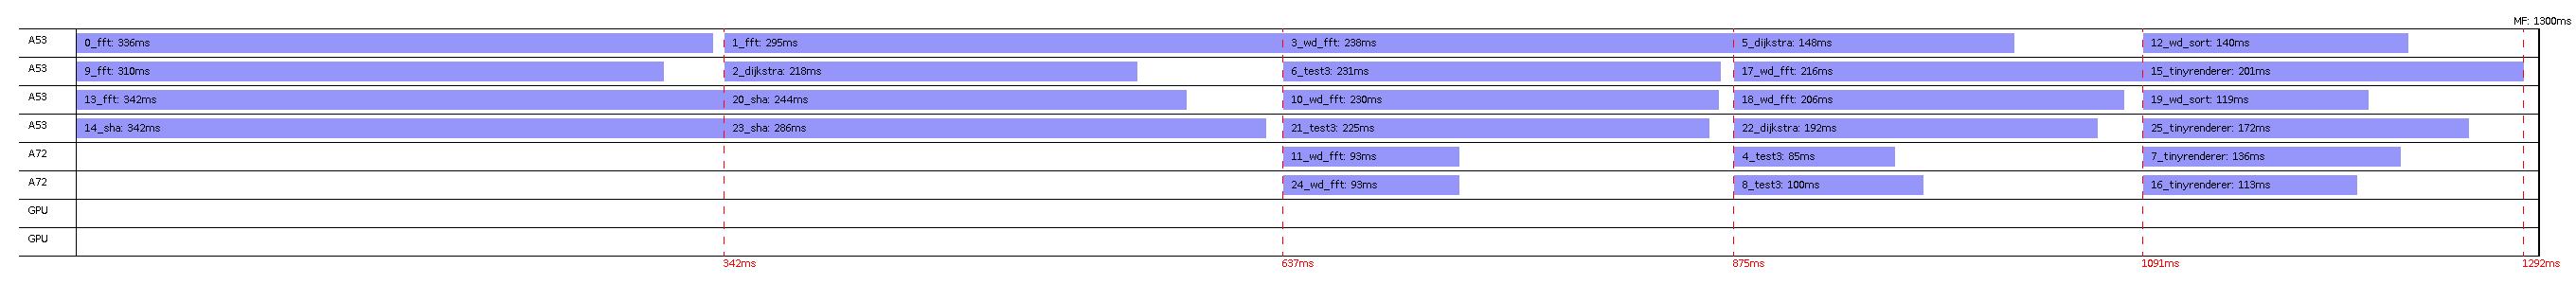 MF: 1300ms
A53 0_fft: 336ms 1_fft: 295ms 3_wd_fft: 238ms 5_dijkstra: 148ms 12_wd_sort: 140ms
A53 9_fft: 310ms 2_dijkstra: 218ms 6_test3: 231ms 17_wd_fft: 216ms 15_tinyrenderer: 201ms
A53 13_fft: 342ms 20_sha: 244ms 10_wd_fft: 230ms 18_wd_fft: 206ms 19_wd_sort: 119ms
A53 14_sha: 342ms 23_sha: 286ms 21_test3: 225ms 22_dijkstra: 192ms 25_tinyrenderer: 172ms
A72 11_wd_fft: 93ms 4_test3: 85ms 7_tinyrenderer: 136ms
A72 24_wd_fft: 93ms 8_test3: 100ms 16_tinyrenderer: 113ms
GPU
GPU
342ms 637ms 875ms 1091ms 1292ms